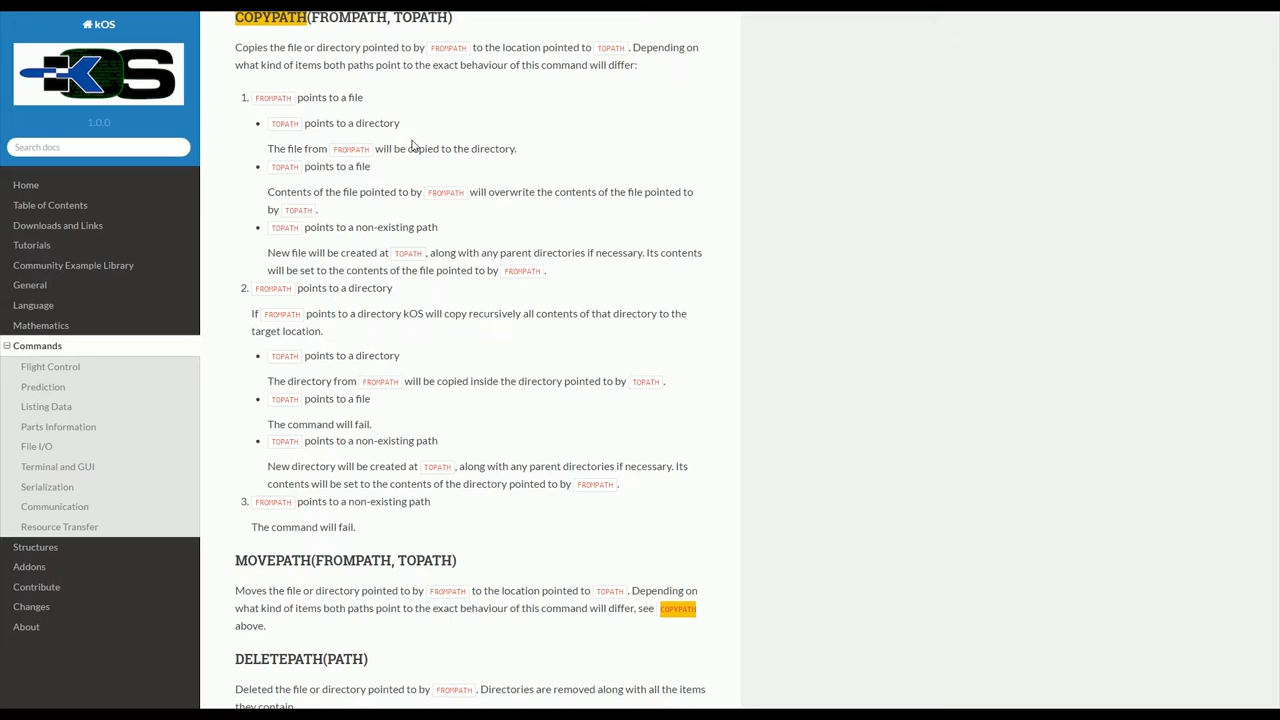 kOS
kOS
1.0.0
Search docs
Home
Table of Contents
Downloads and Links
Tutorials
Community Example Library
General
Language
Mathematics
Commands
Flight Control
Prediction
Listing Data
Parts Information
File I/O
Terminal and GUI
Serialization
Communication
Resource Transfer
Structures
Addons
Contribute
Changes
About
COPYPATH(FROMPATH, TOPATH)
Copies the file or directory pointed to by FROMPATH to the location pointed to TOPATH. Depending on
what kind of items both paths point to the exact behaviour of this command will differ:
1. FROMPATH points to a file
• TOPATH points to a directory
The file from FROMPATH will be copied to the directory.
• TOPATH points to a file
Contents of the file pointed to by FROMPATH will overwrite the contents of the file pointed to
by TOPATH.
• TOPATH points to a non-existing path
New file will be created at TOPATH, along with any parent directories if necessary. Its contents
will be set to the contents of the file pointed to by FROMPATH.
2. FROMPATH points to a directory
If FROMPATH points to a directory kOS will copy recursively all contents of that directory to the
target location.
• TOPATH points to a directory
The directory from FROMPATH will be copied inside the directory pointed to by TOPATH.
• TOPATH points to a file
The command will fail.
• TOPATH points to a non-existing path
New directory will be created at TOPATH, along with any parent directories if necessary. Its
contents will be set to the contents of the directory pointed to by FROMPATH.
3. FROMPATH points to a non-existing path
The command will fail.
MOVEPATH(FROMPATH, TOPATH)
Moves the file or directory pointed to by FROMPATH to the location pointed to TOPATH. Depending on
what kind of items both paths point to the exact behaviour of this command will differ, see COPYPATH
above.
DELETEPATH(PATH)
Deleted the file or directory pointed to by FROMPATH. Directories are removed along with all the items
they contain.